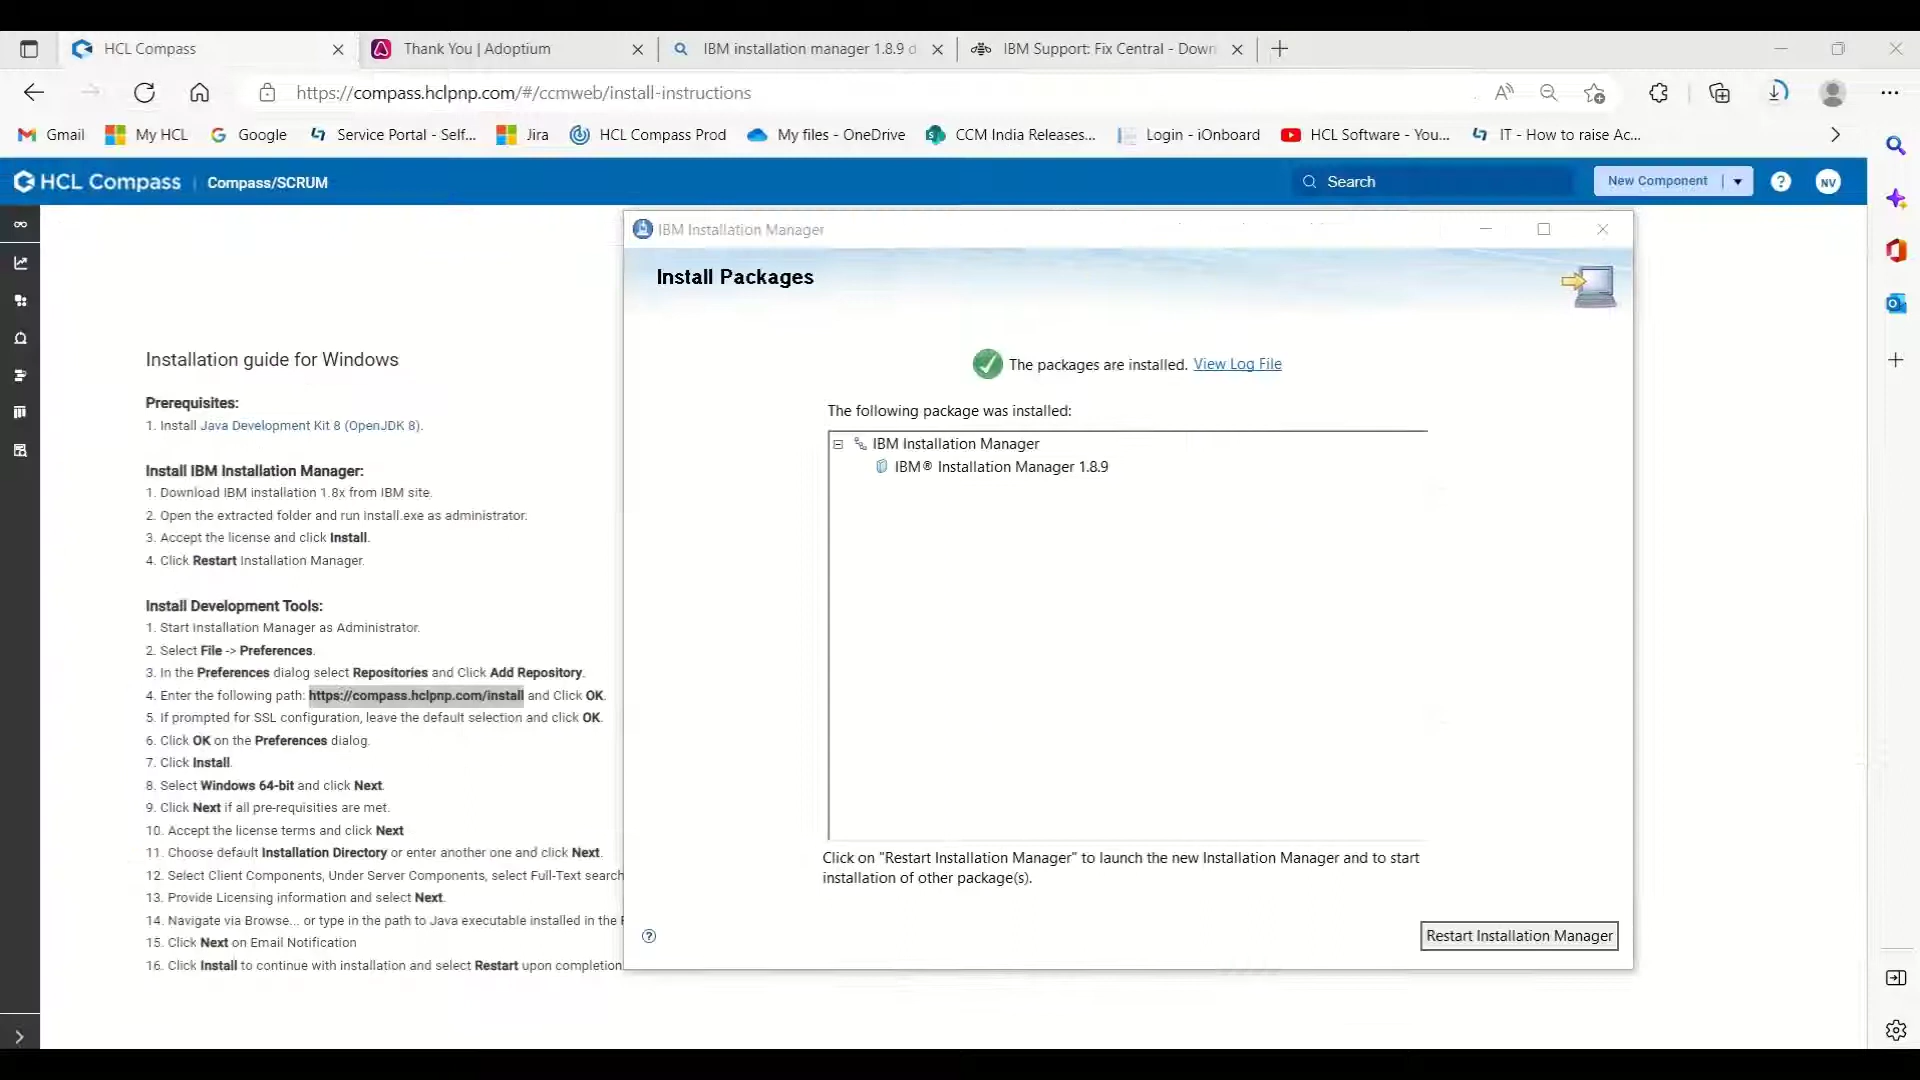 HCL Compass
Thank You | Adoptium
IBM installation manager 1.8.9 d
IBM Support: Fix Central - Down
https://compass.hclpnp.com/#/ccmweb/install-instructions
Gmail
My HCL
Google
Service Portal - Self...
Jira
HCL Compass Prod
My files - OneDrive
CCM India Releases...
Login - iOnboard
HCL Software - You...
IT - How to raise Ac...
HCL Compass
Compass/SCRUM
Search
New Component
NV
Installation guide for Windows
Prerequisites:
1. Install Java Development Kit 8 (OpenJDK 8).
Install IBM Installation Manager:
1. Download IBM installation 1.8x from IBM site.
2. Open the extracted folder and run Install.exe as administrator.
3. Accept the license and click Install.
4. Click Restart Installation Manager.
Install Development Tools:
1. Start Installation Manager as Administrator.
2. Select File -> Preferences.
3. In the Preferences dialog select Repositories and Click Add Repository.
4. Enter the following path: https://compass.hclpnp.com/install and Click OK.
5. If prompted for SSL configuration, leave the default selection and click OK.
6. Click OK on the Preferences dialog.
7. Click Install.
8. Select Windows 64-bit and click Next.
9. Click Next if all pre-requisities are met.
10. Accept the license terms and click Next
11. Choose default Installation Directory or enter another one and click Next.
12. Select Client Components, Under Server Components, select Full-Text search
13. Provide Licensing information and select Next.
14. Navigate via Browse... or type in the path to Java executable installed in the
15. Click Next on Email Notification
16. Click Install to continue with installation and select Restart upon completion
IBM Installation Manager
Install Packages
The packages are installed. View Log File
The following package was installed:
IBM Installation Manager
IBM® Installation Manager 1.8.9
Click on "Restart Installation Manager" to launch the new Installation Manager and to start
installation of other package(s).
Restart Installation Manager